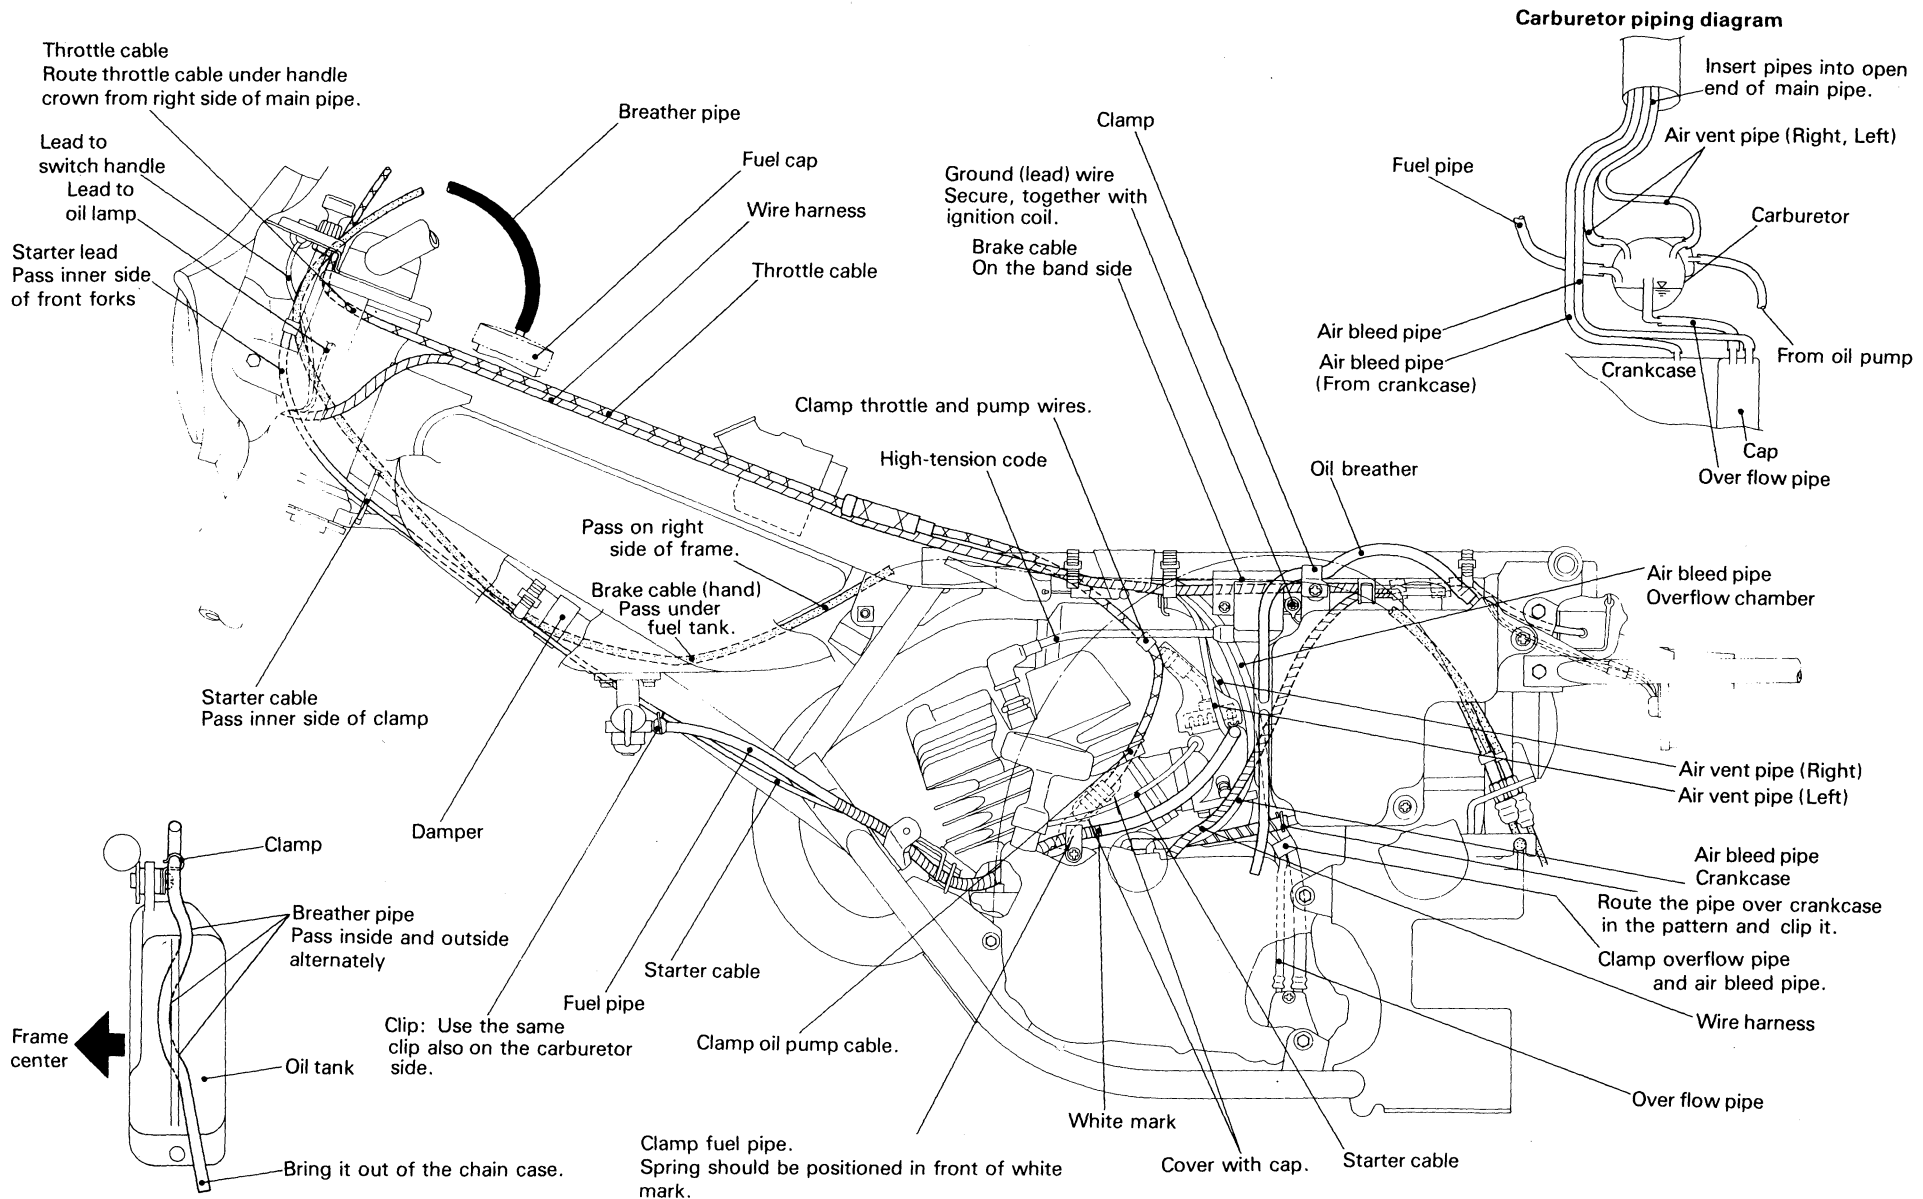 Carburetor piping diagram
Insert pipes into open
end of main pipe.
Air vent pipe (Right, Left)
Fuel pipe
Carburetor
Air bleed pipe
Air bleed pipe
(From crankcase)
Crankcase
From oil pump
Cap
Over flow pipe
Throttle cable
Route throttle cable under handle
crown from right side of main pipe.
Lead to
switch handle
Lead to
oil lamp
Starter lead
Pass inner side
of front forks
Breather pipe
Fuel cap
Wire harness
Throttle cable
Clamp
Ground (lead) wire
Secure, together with
ignition coil.
Brake cable
On the band side
Clamp throttle and pump wires.
High-tension code
Oil breather
Pass on right
side of frame.
Brake cable (hand)
Pass under
fuel tank.
Air bleed pipe
Overflow chamber
Starter cable
Pass inner side of clamp
Damper
Air vent pipe (Right)
Air vent pipe (Left)
Air bleed pipe
Crankcase
Route the pipe over crankcase
in the pattern and clip it.
Clamp overflow pipe
and air bleed pipe.
Wire harness
Over flow pipe
Clamp
Breather pipe
Pass inside and outside
alternately
Frame
center
Oil tank
Bring it out of the chain case.
Clip: Use the same
clip also on the carburetor
side.
Fuel pipe
Starter cable
Clamp oil pump cable.
Clamp fuel pipe.
Spring should be positioned in front of white
mark.
White mark
Cover with cap.
Starter cable